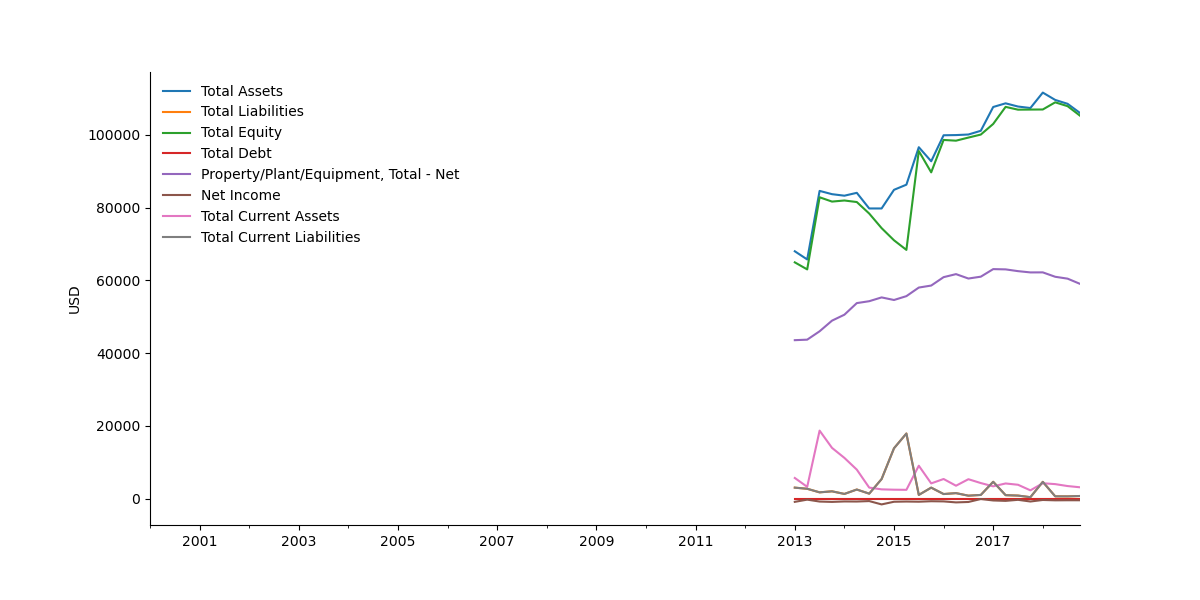 Total Assets
Total Liabilities
Total Equity
Total Debt
Property/Plant/Equipment, Total - Net
Net Income
Total Current Assets
Total Current Liabilities
USD
100000
80000
60000
40000
20000
0
2001 2003 2005 2007 2009 2011 2013 2015 2017